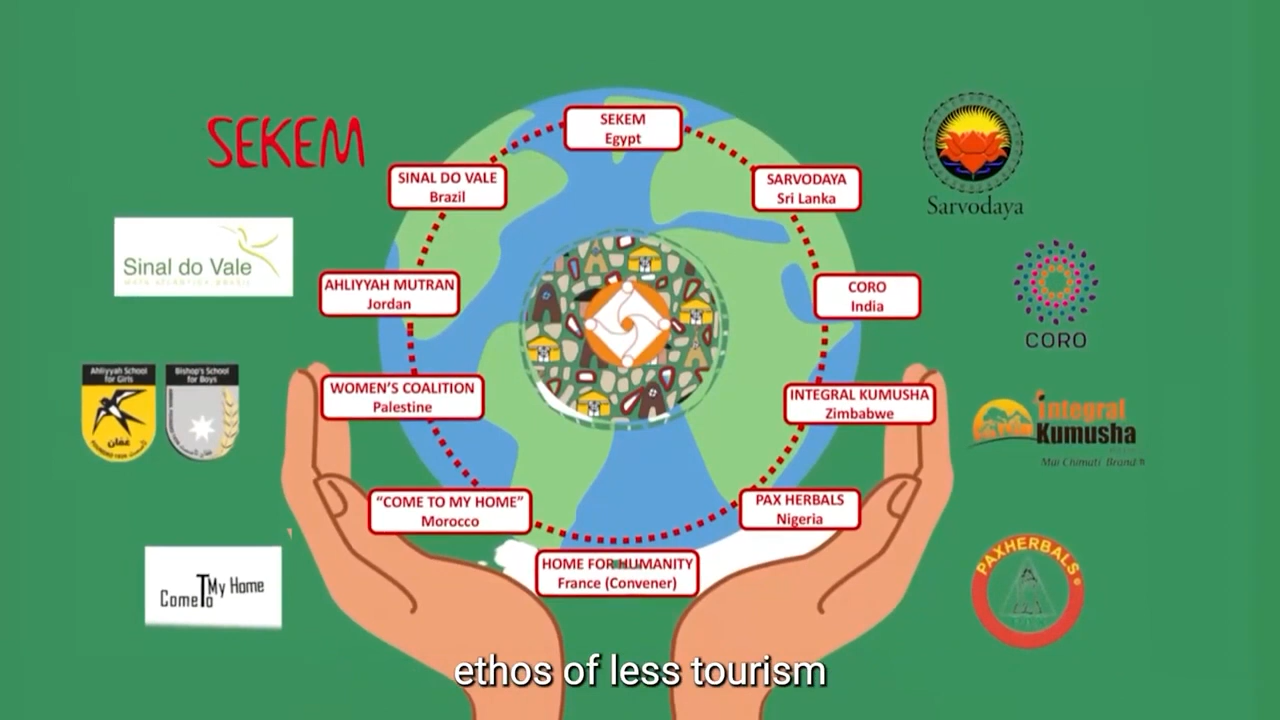 SEKEM
Egypt
SINAL DO VALE
Brazil
SARVODAYA
Sri Lanka
AHLIYYAH MUTRAN
Jordan
CORO
India
WOMEN'S COALITION
Palestine
INTEGRAL KUMUSHA
Zimbabwe
"COME TO MY HOME"
Morocco
PAX HERBALS
Nigeria
HOME FOR HUMANITY
France (Convener)
SEKEM
Sinal do Vale
MATA ATLÂNTICA BRASIL
Ahliyyah School
for Girls
Bishop's School
for Boys
عمّان
Come To My Home
Sarvodaya
CORO
integral
Kumusha
Mai Chimuti Brand®
PAXHERBALS®
ethos of less tourism